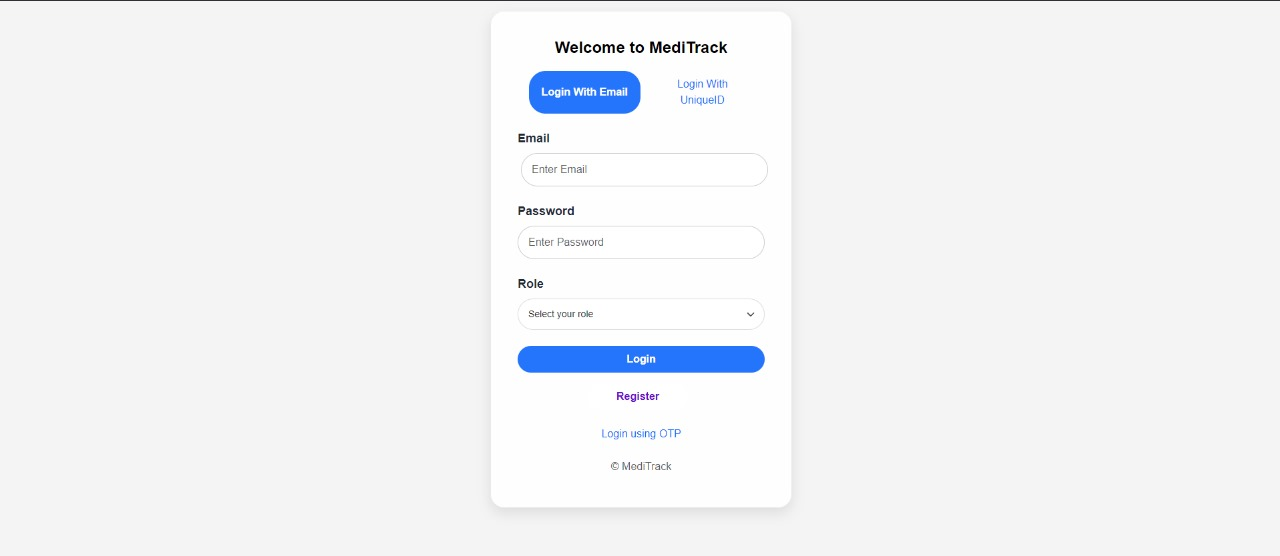 Welcome to MediTrack
Login With Email
Login With
UniqueID
Email
Enter Email
Password
Enter Password
Role
Select your role
Login
Register
Login using OTP
© MediTrack